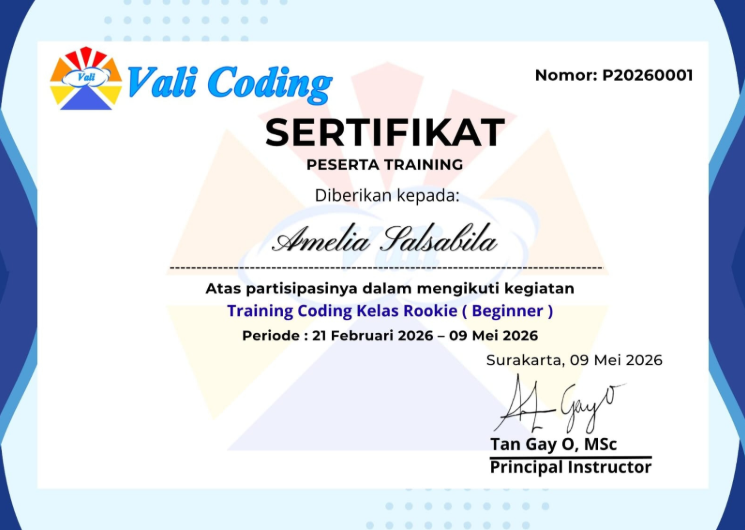 Vali
Vali Coding
Nomor: P20260001
SERTIFIKAT
PESERTA TRAINING
Diberikan kepada:
Amelia Salsabila
Vali
Atas partisipasinya dalam mengikuti kegiatan
Training Coding Kelas Rookie ( Beginner )
Periode : 21 Februari 2026 – 09 Mei 2026
Surakarta, 09 Mei 2026
Gay O
Tan Gay O, MSc
Principal Instructor